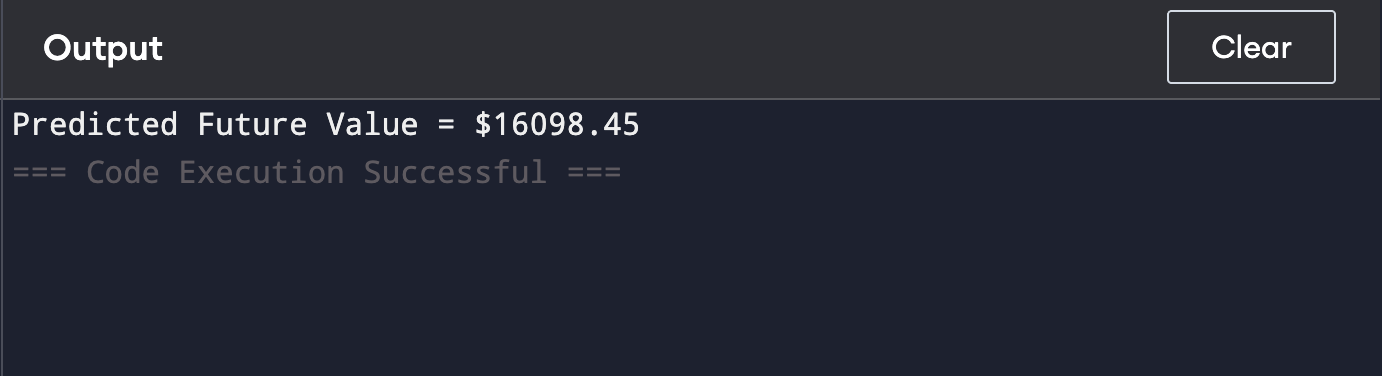 Output
Clear
Predicted Future Value = $16098.45
=== Code Execution Successful ===